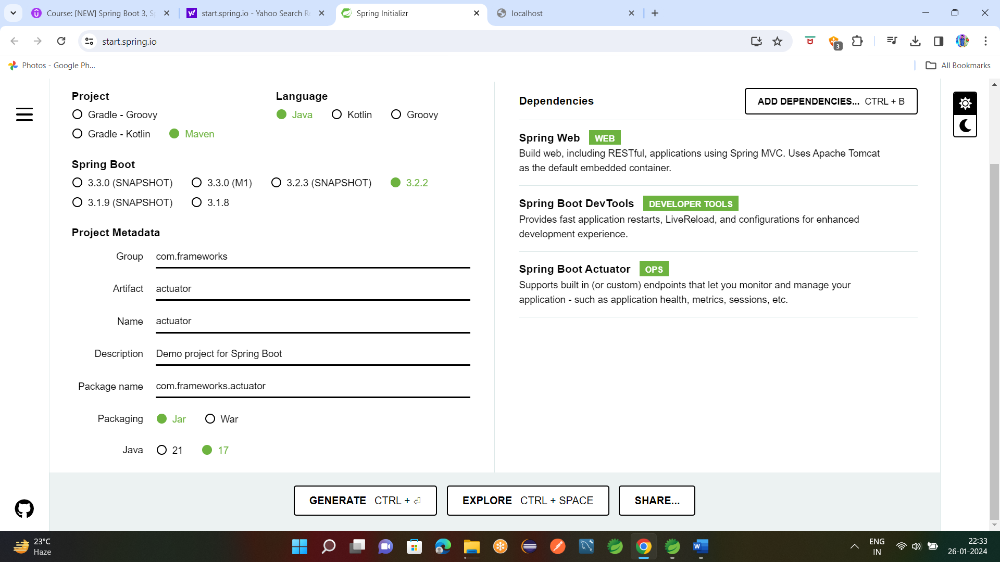 Course: [NEW] Spring Boot 3, Sp
start.spring.io - Yahoo Search Re
Spring Initializr
localhost
start.spring.io
3
Photos - Google Ph...
All Bookmarks
Project
Gradle - Groovy
Gradle - Kotlin
Maven
Language
Java
Kotlin
Groovy
Spring Boot
3.3.0 (SNAPSHOT)
3.3.0 (M1)
3.2.3 (SNAPSHOT)
3.2.2
3.1.9 (SNAPSHOT)
3.1.8
Project Metadata
Group com.frameworks
Artifact actuator
Name actuator
Description Demo project for Spring Boot
Package name com.frameworks.actuator
Packaging Jar War
Java 21 17
Dependencies
ADD DEPENDENCIES... CTRL + B
Spring Web WEB
Build web, including RESTful, applications using Spring MVC. Uses Apache Tomcat
as the default embedded container.
Spring Boot DevTools DEVELOPER TOOLS
Provides fast application restarts, LiveReload, and configurations for enhanced
development experience.
Spring Boot Actuator OPS
Supports built in (or custom) endpoints that let you monitor and manage your
application - such as application health, metrics, sessions, etc.
GENERATE CTRL + ⏎
EXPLORE CTRL + SPACE
SHARE...
23°C
Haze
ENG
IN
22:33
26-01-2024